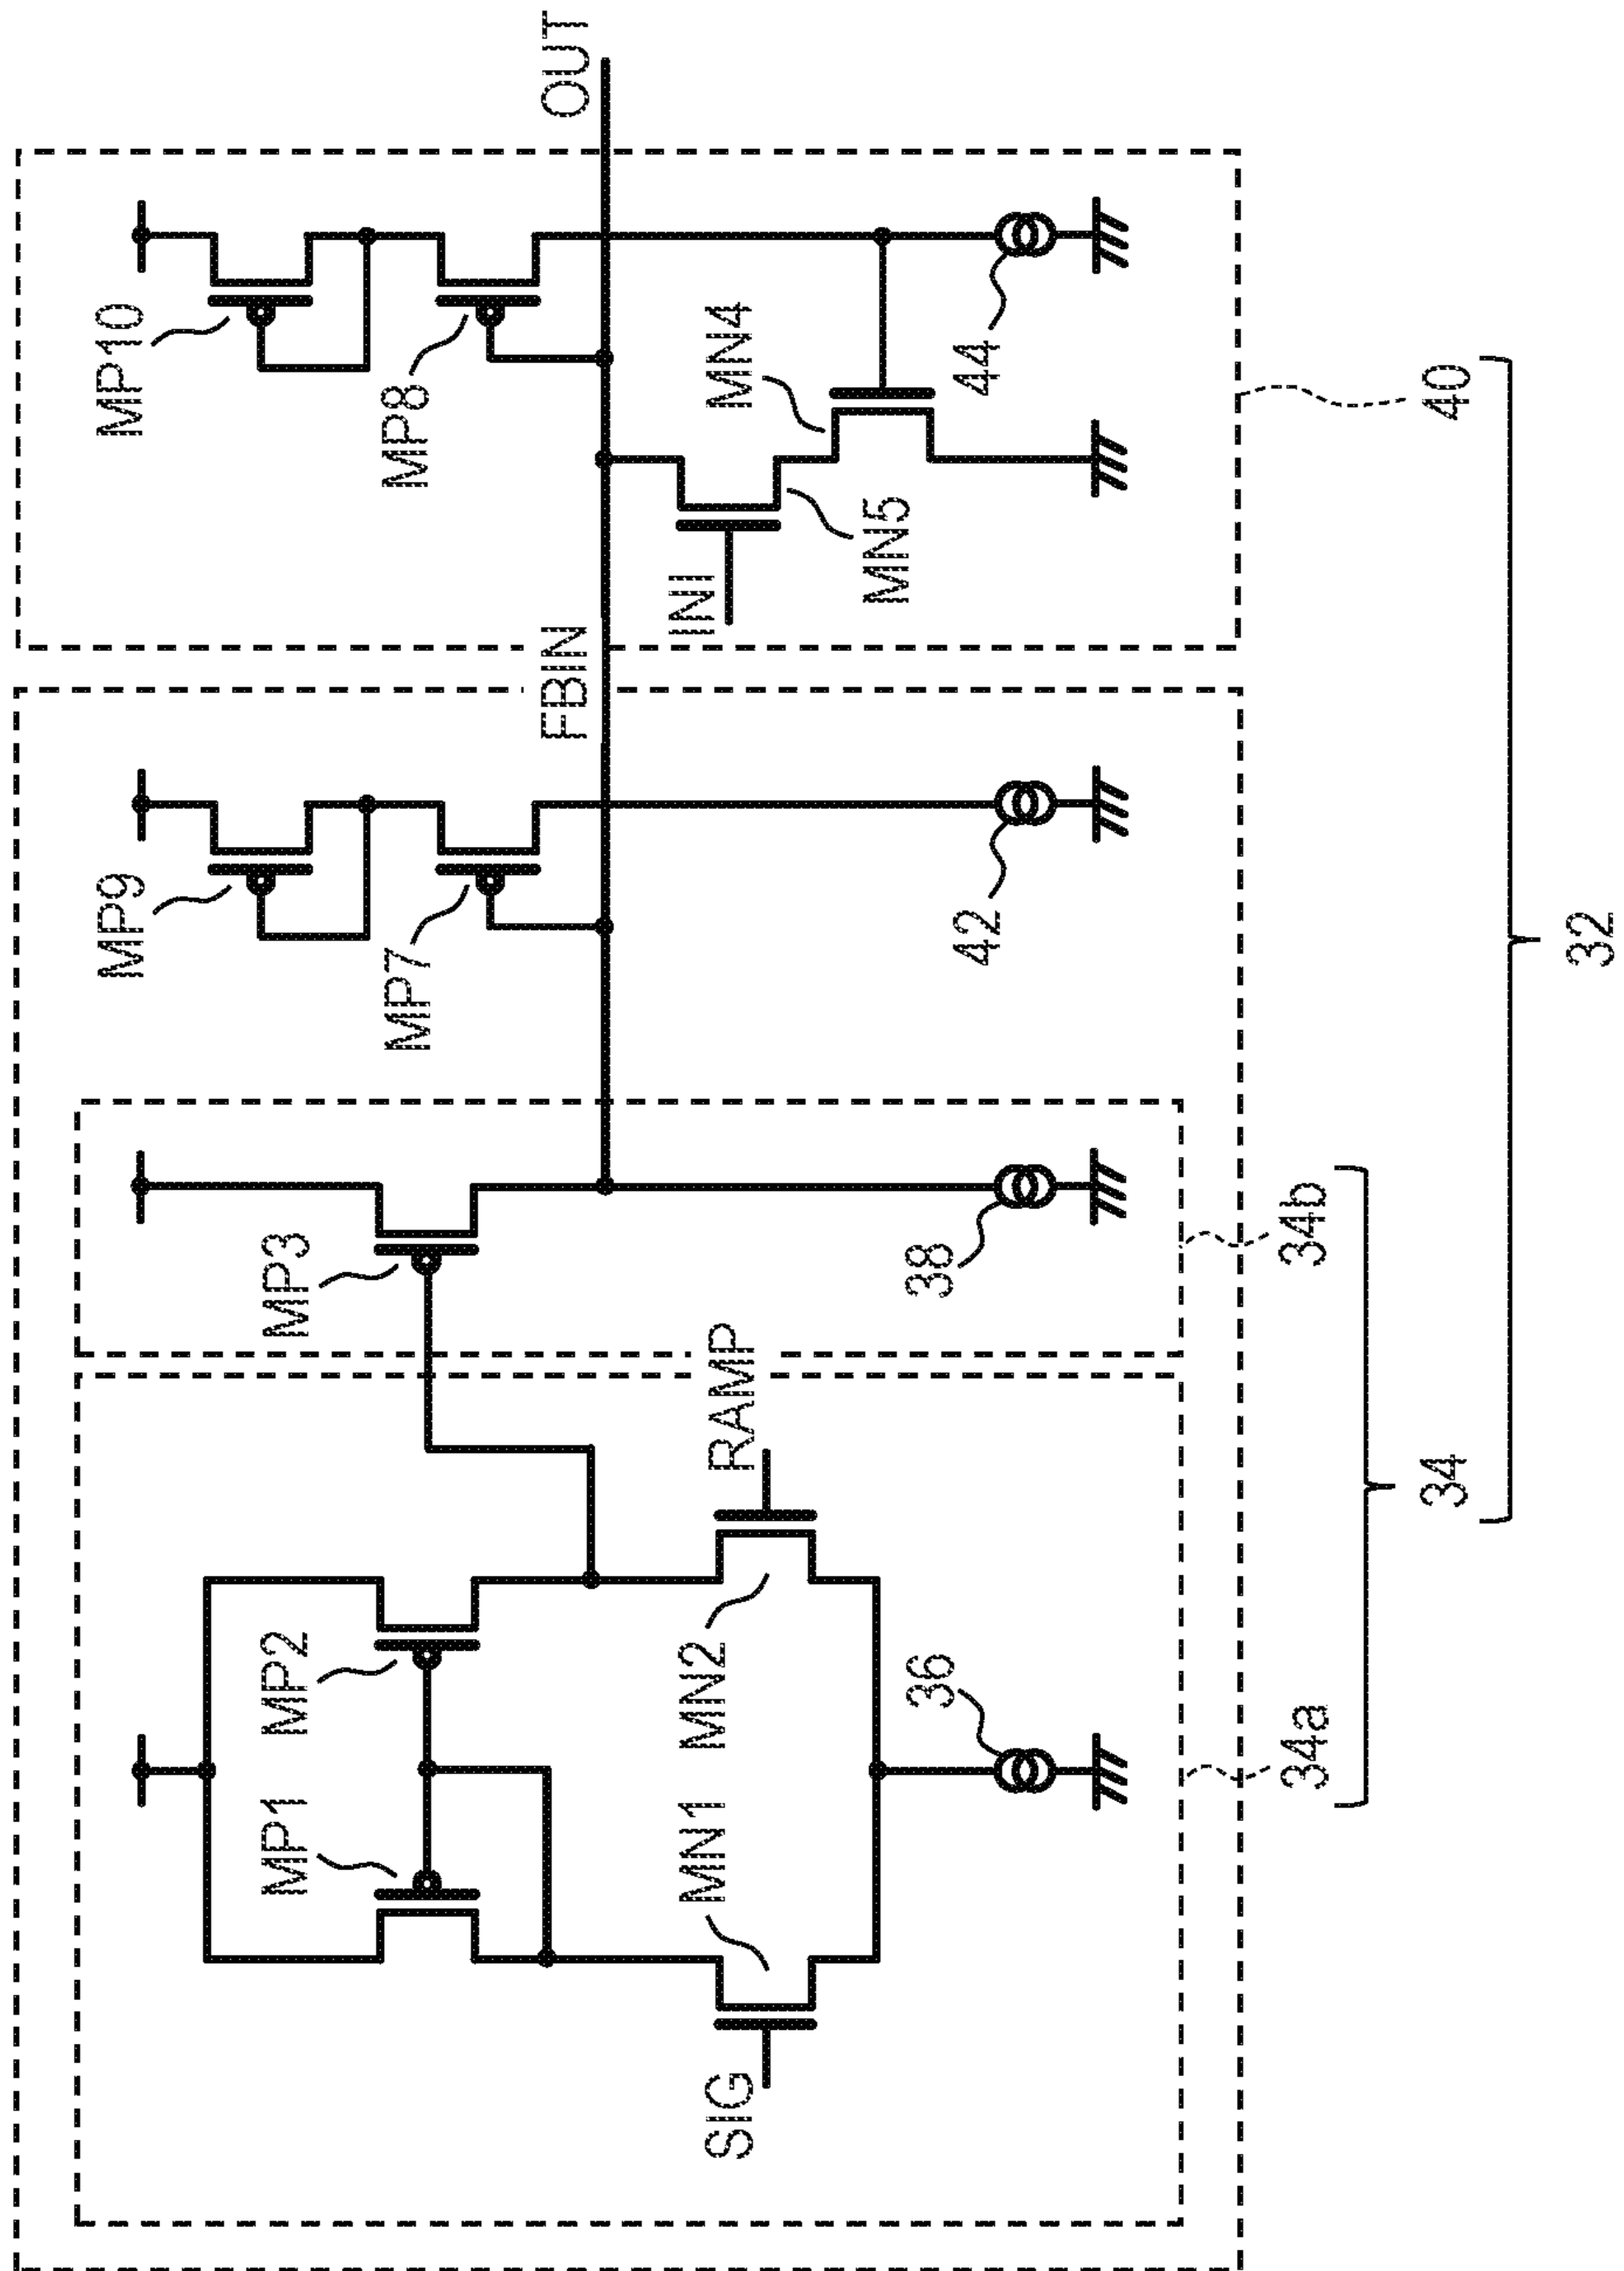 MP10
MP8
OUT
MN4
44
40
INI
MN5
FBIN
MP9
MP7
42
32
MP3
38
34b
RAMP
34
MP2
MN2
36
34a
MP1
MN1
SIG